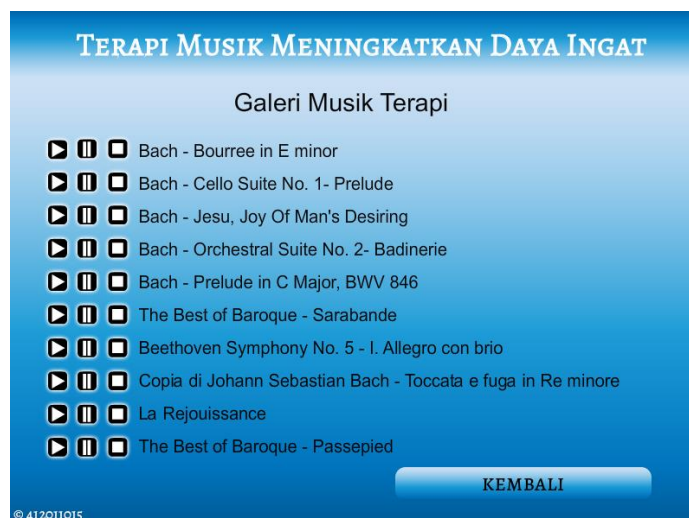 Terapi Musik Meningkatkan Daya Ingat
Galeri Musik Terapi
Bach - Bourree in E minor
Bach - Cello Suite No. 1- Prelude
Bach - Jesu, Joy Of Man's Desiring
Bach - Orchestral Suite No. 2- Badinerie
Bach - Prelude in C Major, BWV 846
The Best of Baroque - Sarabande
Beethoven Symphony No. 5 - I. Allegro con brio
Copia di Johann Sebastian Bach - Toccata e fuga in Re minore
La Rejouissance
The Best of Baroque - Passepied
KEMBALI
© 412011015